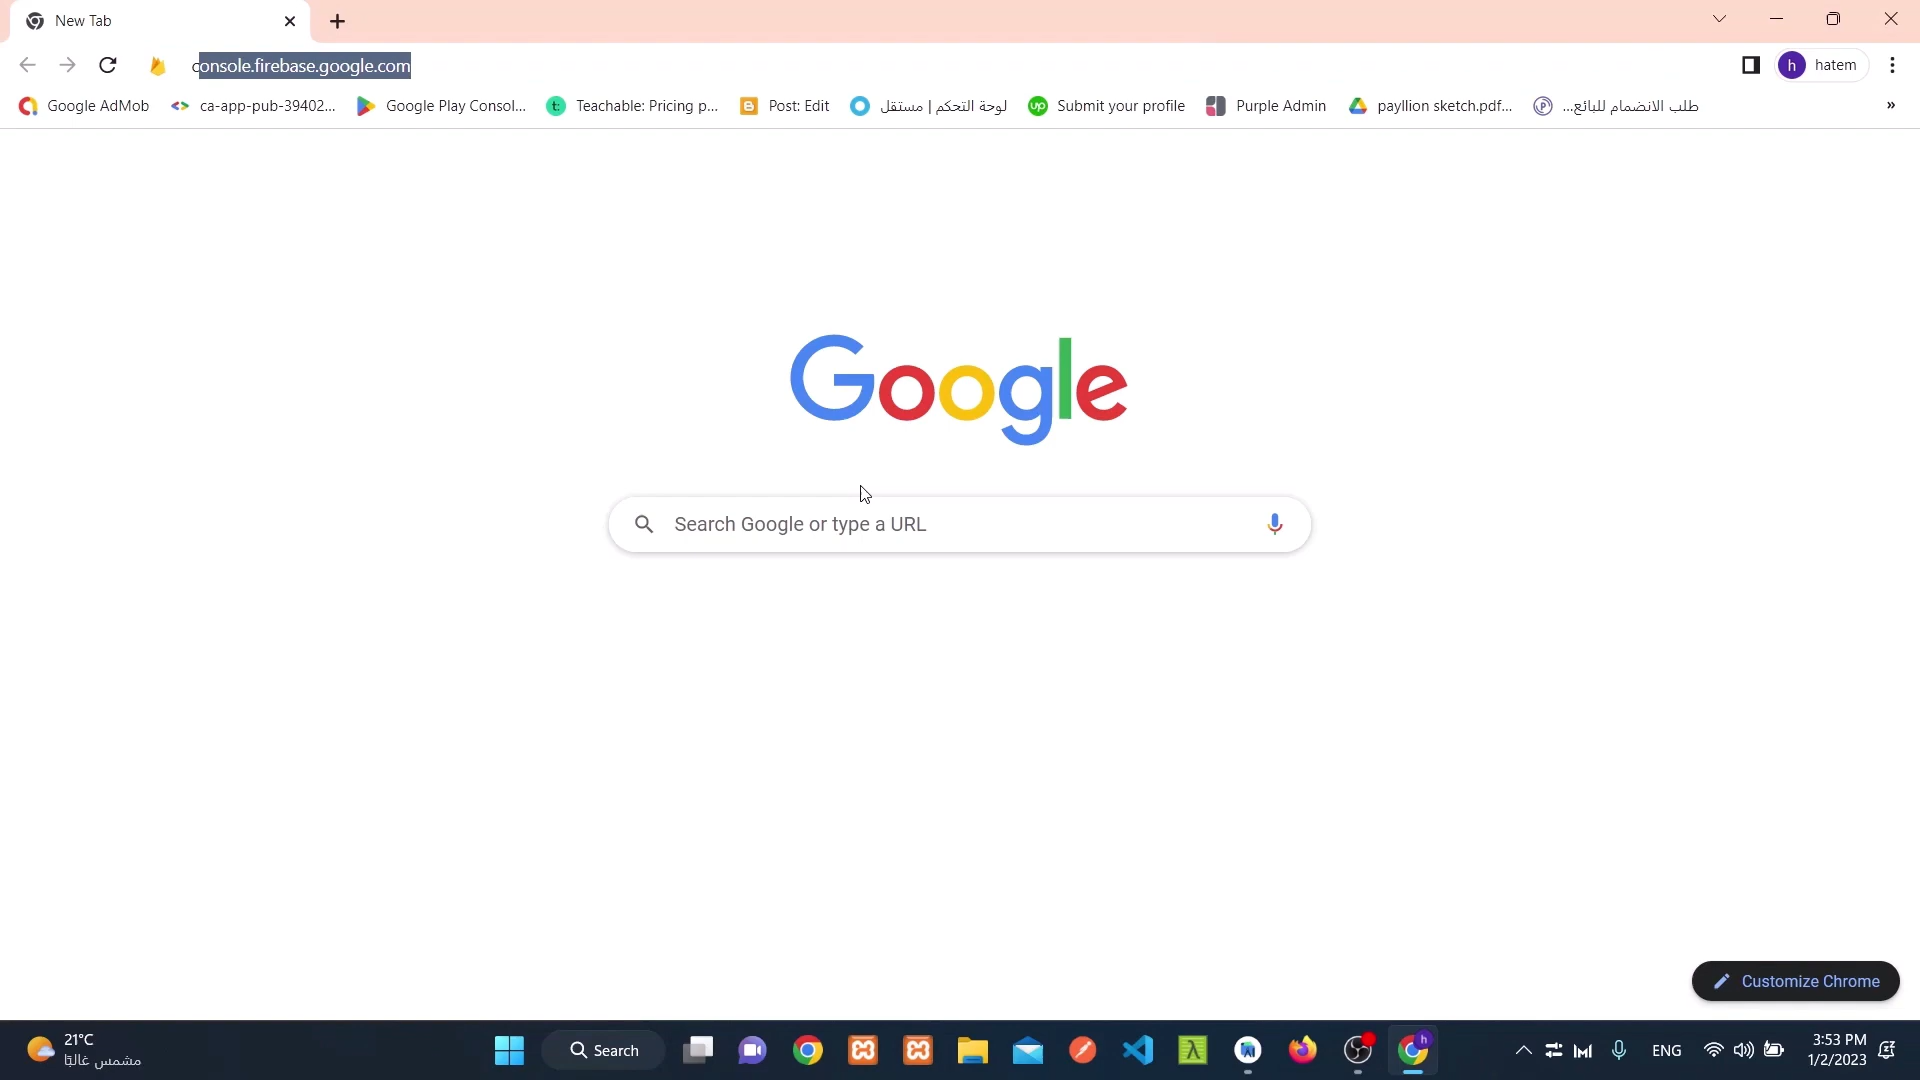 New Tab
console.firebase.google.com
h
hatem
Google AdMob
ca-app-pub-39402...
Google Play Consol...
Teachable: Pricing p...
Post: Edit
لوحة التحكم | مستقل
Submit your profile
Purple Admin
payllion sketch.pdf...
طلب الانضمام للبائع...
»
Google
Search Google or type a URL
Customize Chrome
21°C
مشمس غالبًا
Search
ENG
3:53 PM
1/2/2023